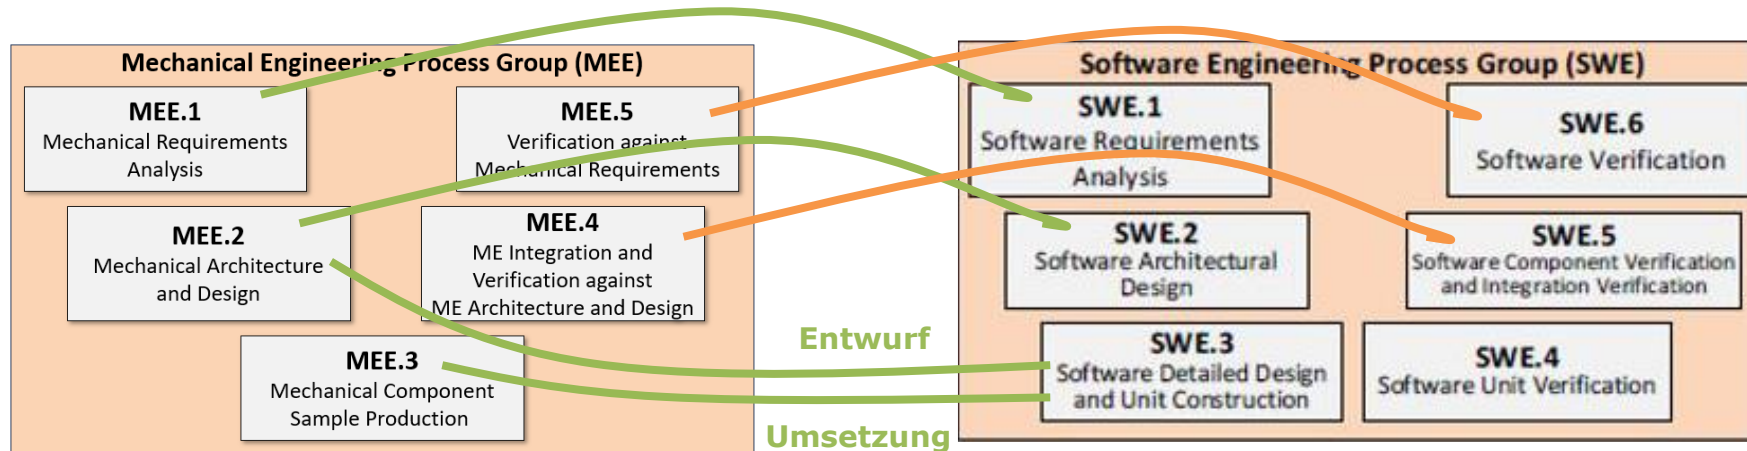 Mechanical Engineering Process Group (MEE)
MEE.1
Mechanical Requirements
Analysis
MEE.5
Verification against
Mechanical Requirements
MEE.2
Mechanical Architecture
and Design
MEE.4
ME Integration and
Verification against
ME Architecture and Design
MEE.3
Mechanical Component
Sample Production
Entwurf
Umsetzung
Software Engineering Process Group (SWE)
SWE.1
Software Requirements
Analysis
SWE.6
Software Verification
SWE.2
Software Architectural
Design
SWE.5
Software Component Verification
and Integration Verification
SWE.3
Software Detailed Design
and Unit Construction
SWE.4
Software Unit Verification